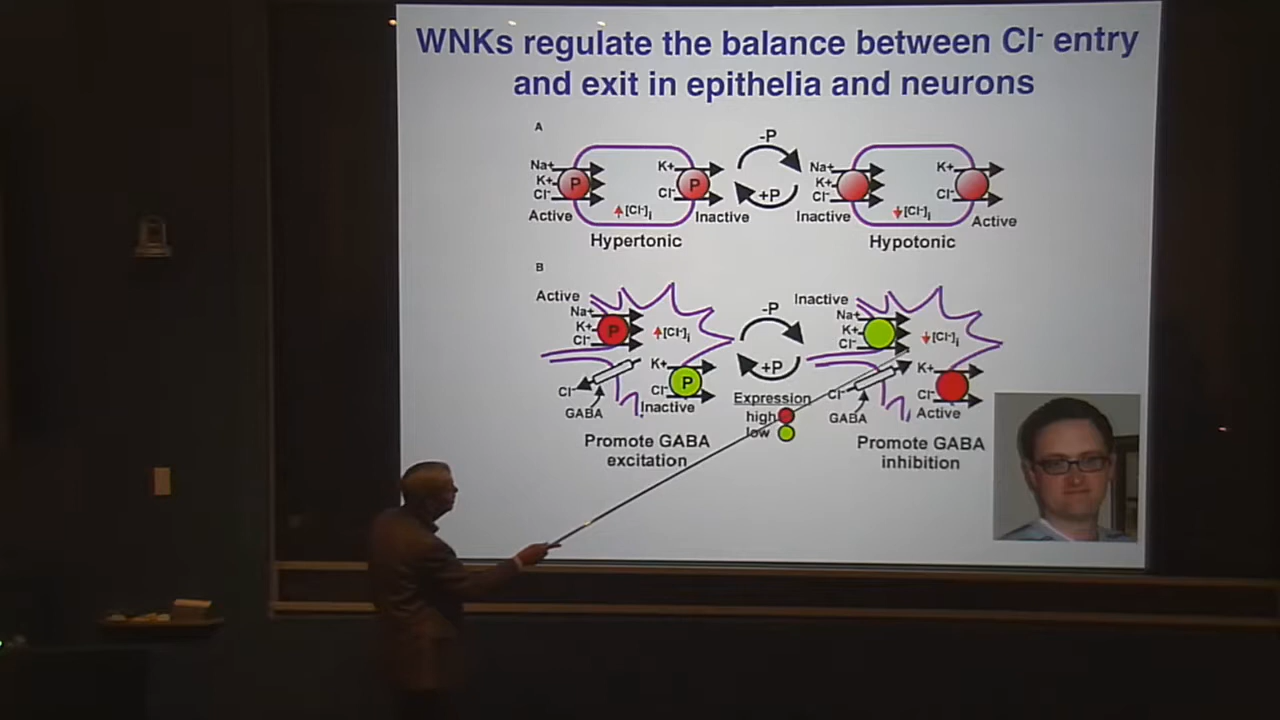 WNKs regulate the balance between Cl- entry
and exit in epithelia and neurons
A
-P
Na+
K+
Cl-
P
K+
Cl-
P
Active
[Cl-]i
Inactive
Hypertonic
+P
Na+
K+
Cl-
K+
Cl-
Inactive
[Cl-]i
Active
Hypotonic
B
Active
Na+
K+
Cl-
P
[Cl-]i
K+
Cl-
P
Cl-
GABA
Inactive
Promote GABA
excitation
-P
+P
Expression
high
low
Inactive
Na+
K+
Cl-
[Cl-]i
K+
Cl-
Cl-
GABA
Active
Promote GABA
inhibition